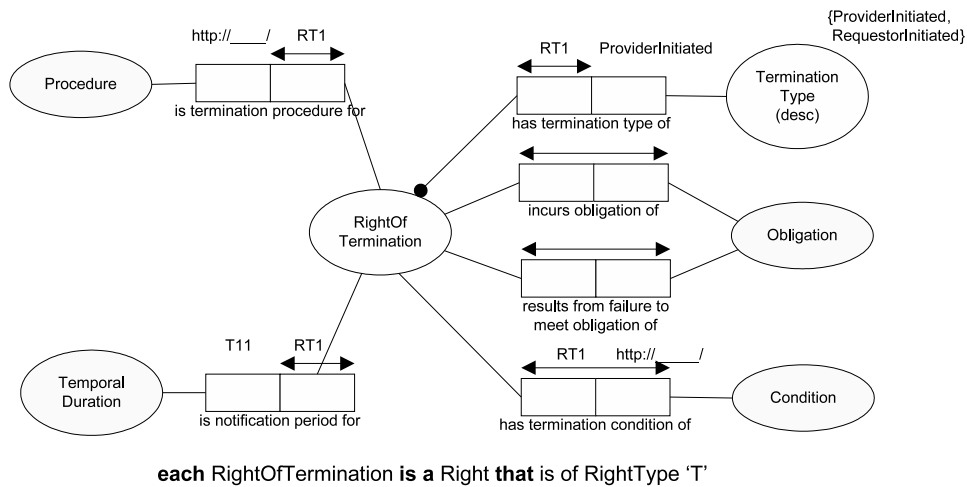 {ProviderInitiated,
RequestorInitiated}
http://____/
RT1
RT1
ProviderInitiated
Procedure
is termination procedure for
has termination type of
Termination
Type
(desc)
incurs obligation of
RightOf
Termination
Obligation
results from failure to
meet obligation of
T11
RT1
RT1
http://_____/
Temporal
Duration
is notification period for
has termination condition of
Condition
each RightOfTermination is a Right that is of RightType ‘T’